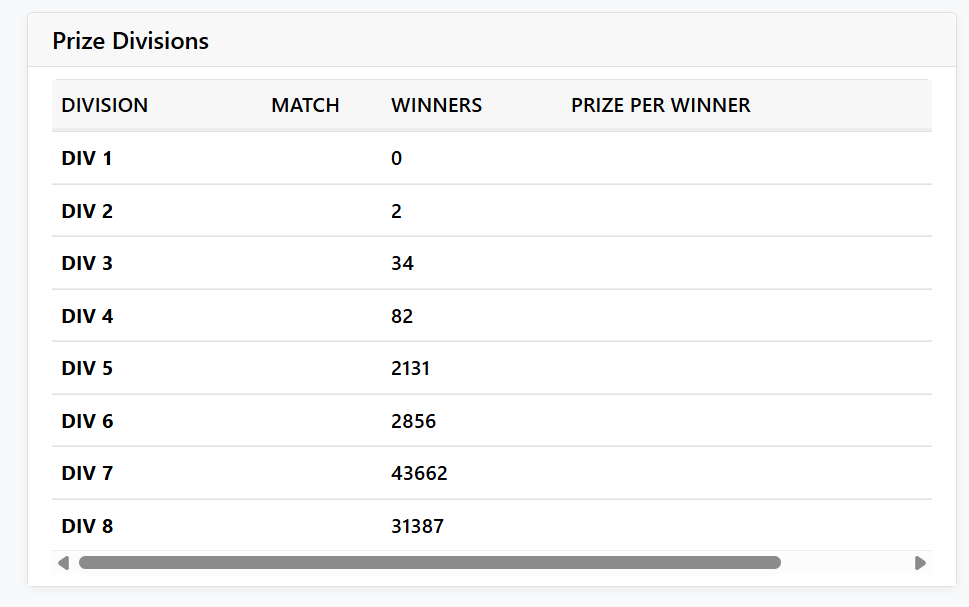 Prize Divisions
DIVISION MATCH WINNERS PRIZE PER WINNER
DIV 1 0
DIV 2 2
DIV 3 34
DIV 4 82
DIV 5 2131
DIV 6 2856
DIV 7 43662
DIV 8 31387